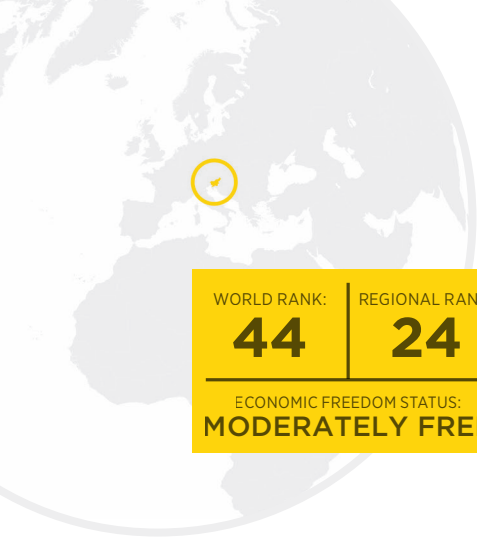 WORLD RANK:
44
REGIONAL RAN
24
ECONOMIC FREEDOM STATUS:
MODERATELY FRE